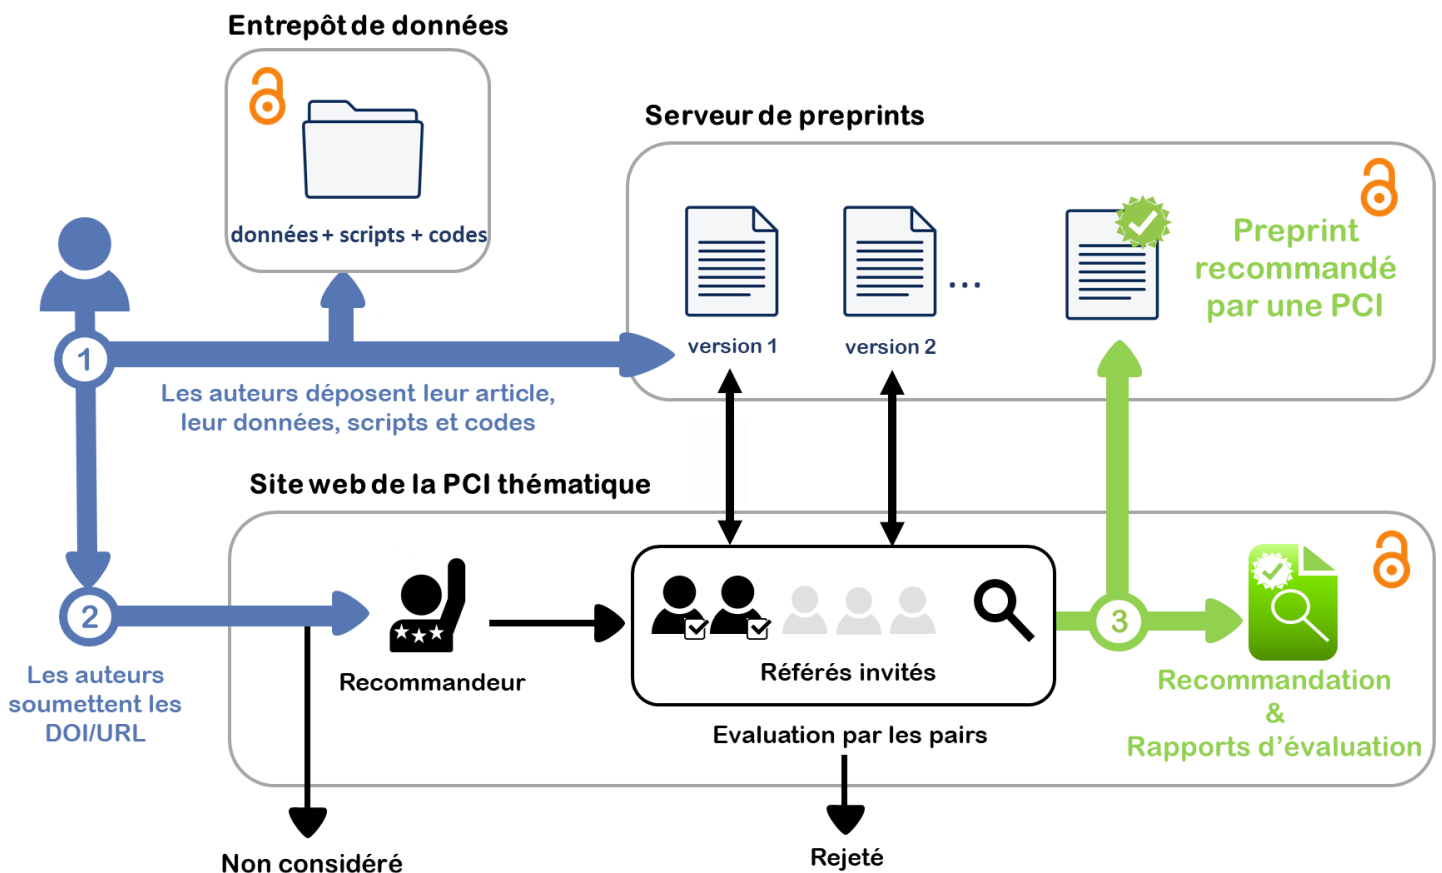 Entrepôt de données
données + scripts + codes
Serveur de preprints
version 1
version 2
...
Preprint
recommandé
par une PCI
1
Les auteurs déposent leur article,
leur données, scripts et codes
Site web de la PCI thématique
2
Les auteurs
soumettent les
DOI/URL
Recommandeur
Référés invités
Evaluation par les pairs
3
Recommandation
&
Rapports d'évaluation
Non considéré
Rejeté